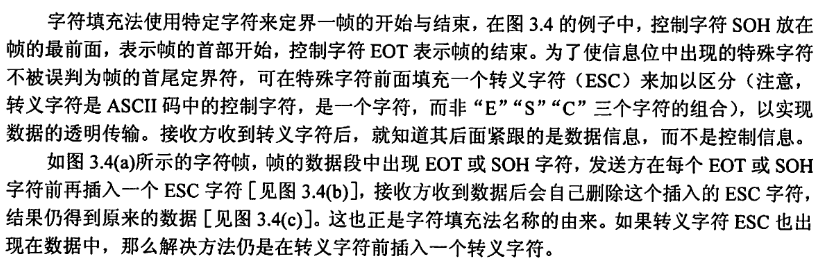 字符填充法使用特定字符来定界一帧的开始与结束，在图 3.4 的例子中，控制字符 SOH 放在
帧的最前面，表示帧的首部开始，控制字符 EOT 表示帧的结束。为了使信息位中出现的特殊字符
不被误判为帧的首尾定界符，可在特殊字符前面填充一个转义字符（ESC）来加以区分（注意，
转义字符是 ASCII 码中的控制字符，是一个字符，而非“E”“S”“C”三个字符的组合），以实现
数据的透明传输。接收方收到转义字符后，就知道其后面紧跟的是数据信息，而不是控制信息。
如图 3.4(a)所示的字符帧，帧的数据段中出现 EOT 或 SOH 字符，发送方在每个 EOT 或 SOH
字符前再插入一个 ESC 字符［见图 3.4(b)］，接收方收到数据后会自己删除这个插入的 ESC 字符，
结果仍得到原来的数据［见图 3.4(c)］。这也正是字符填充法名称的由来。如果转义字符 ESC 也出
现在数据中，那么解决方法仍是在转义字符前插入一个转义字符。